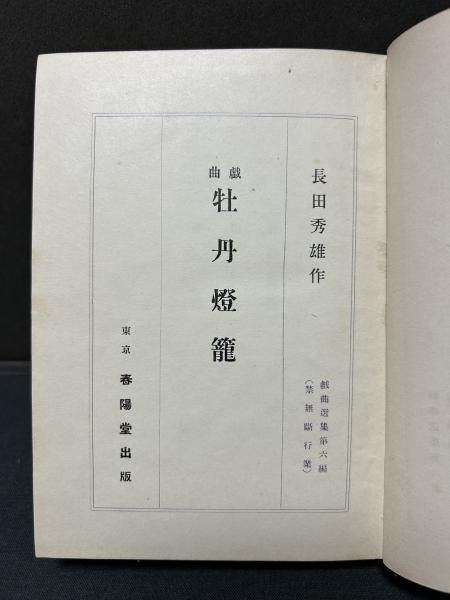 長田秀雄作
戯曲選集第六編
(禁無斷行業)
戯曲
牡丹燈籠
東京 春陽堂出版